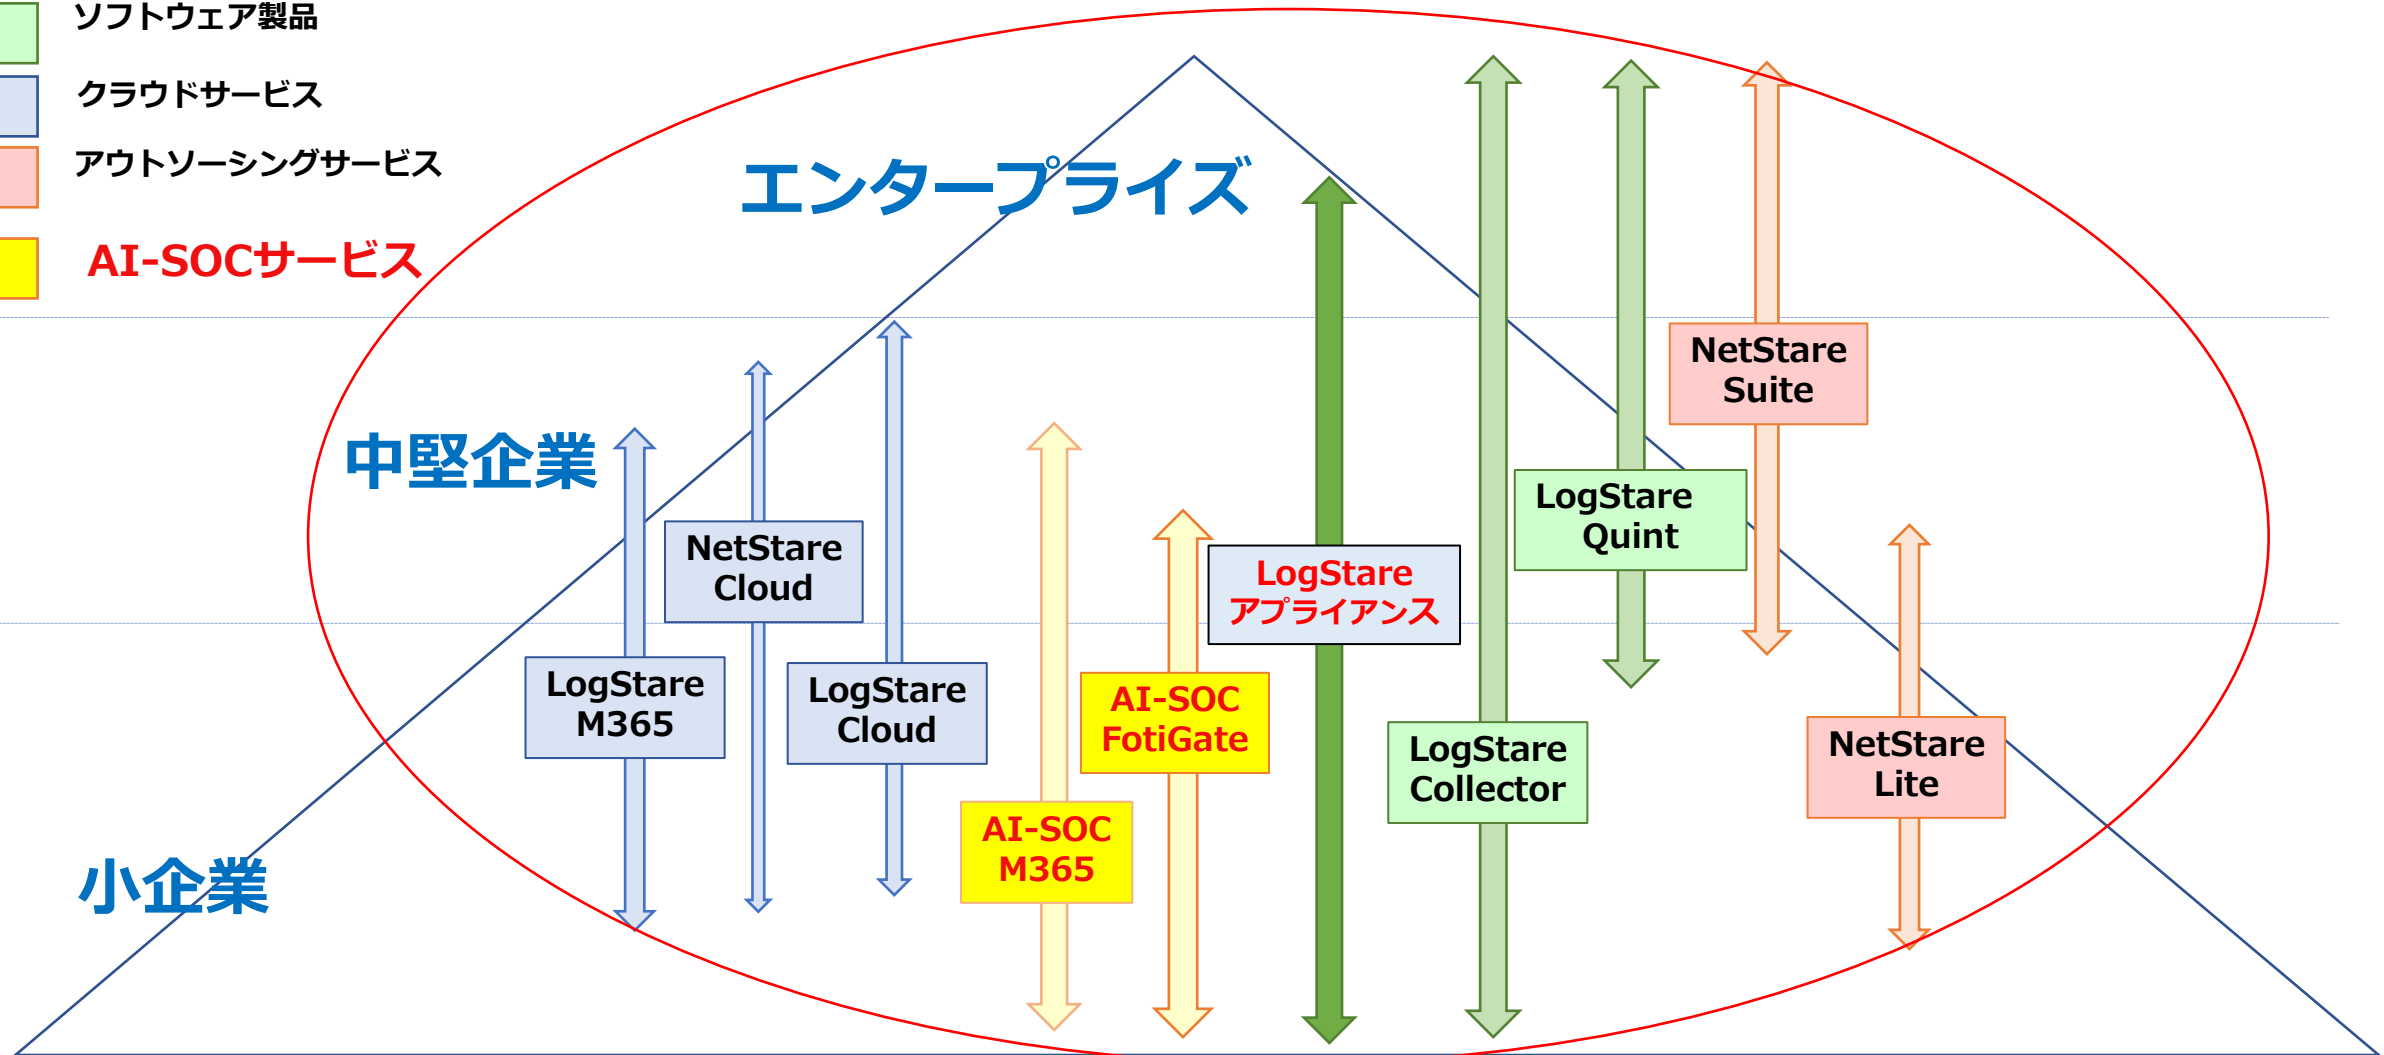 ソフトウェア製品
クラウドサービス
アウトソーシングサービス
AI-SOCサービス
エンタープライズ
中堅企業
小企業
NetStare
Suite
LogStare
Quint
NetStare
Cloud
LogStare
アプライアンス
LogStare
M365
LogStare
Cloud
AI-SOC
FotiGate
LogStare
Collector
NetStare
Lite
AI-SOC
M365